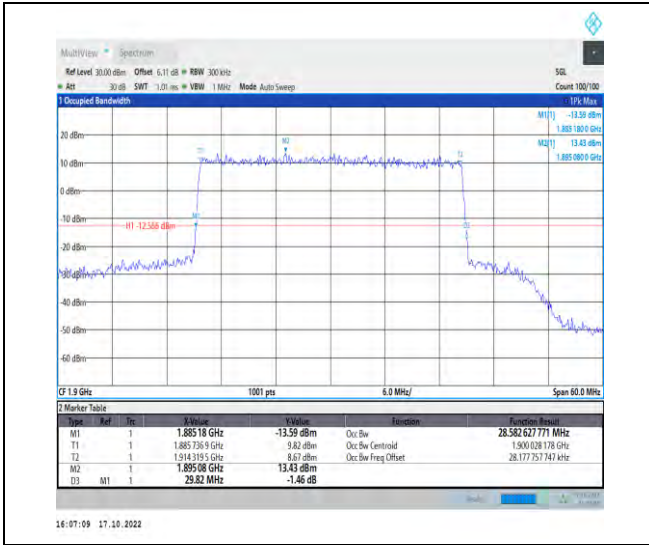 MultiView Spectrum
Ref Level 30.00 dBm Offset 6.11 dB RBW 300 kHz SGL
Att 30 dB SWT 1.01 ms VBW 1 MHz Mode Auto Sweep Count 100/100
1 Occupied Bandwidth 1Pk Max
M1[1] -13.59 dBm
1.885 180 0 GHz
M2[1] 13.43 dBm
1.895 080 0 GHz
20 dBm
M2
T1 T2
10 dBm
0 dBm
-10 dBm
M1
H1 -12.566 dBm
D3
-20 dBm
-30 dBm
-40 dBm
-50 dBm
-60 dBm
CF 1.9 GHz 1001 pts 6.0 MHz/ Span 60.0 MHz
2 Marker Table
Type Ref Trc X-Value Y-Value Function Function Result
M1 1 1.88518 GHz -13.59 dBm Occ Bw 28.582 627 771 MHz
T1 1 1.885 736 9 GHz 9.82 dBm Occ Bw Centroid 1.900 028 178 GHz
T2 1 1.914 319 5 GHz 8.67 dBm Occ Bw Freq Offset 28.177 757 747 kHz
M2 1 1.89508 GHz 13.43 dBm
D3 M1 1 29.82 MHz -1.46 dB
16:07:09 17.10.2022